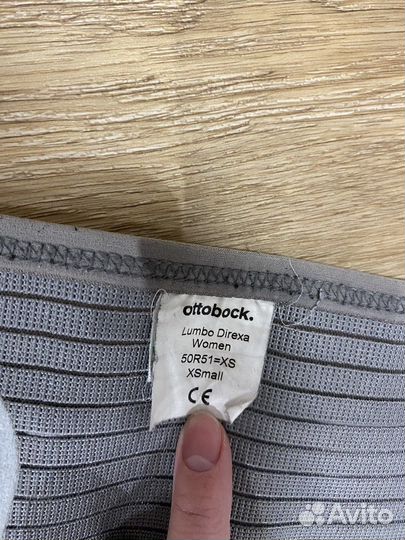 ottobock.
Lumbo Direxa
Women
50R51=XS
XSmall
CE
Avito